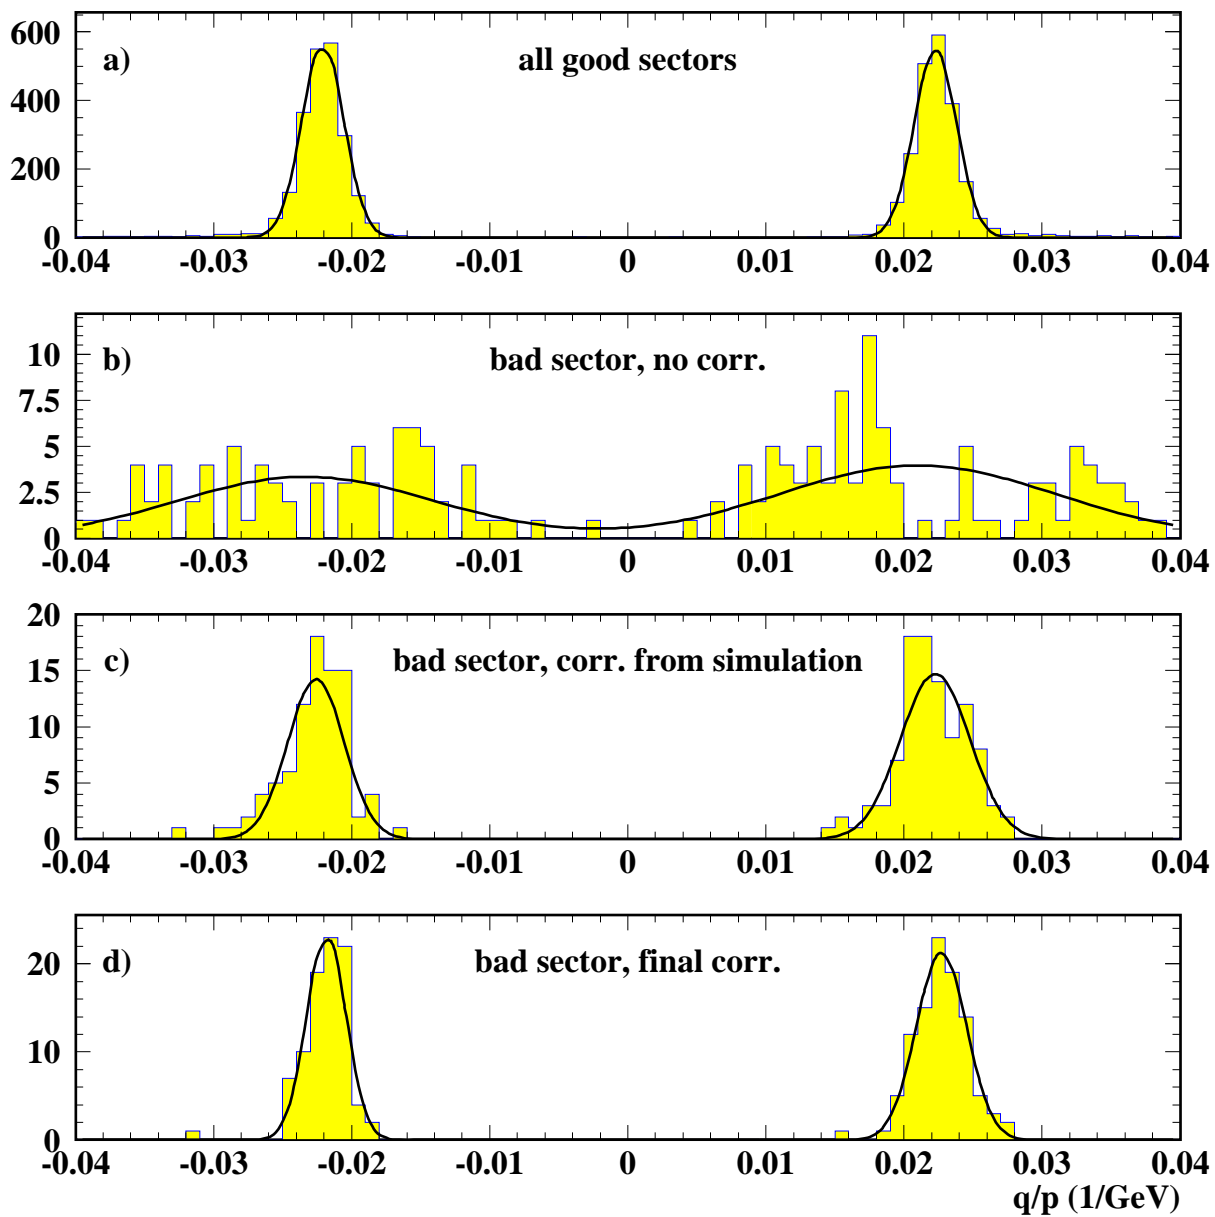 600
a)
all good sectors
400
200
0
-0.04 -0.03 -0.02 -0.01 0 0.01 0.02 0.03 0.04
10
b)
bad sector, no corr.
7.5
5
2.5
0
-0.04 -0.03 -0.02 -0.01 0 0.01 0.02 0.03 0.04
20
c)
bad sector, corr. from simulation
15
10
5
0
-0.04 -0.03 -0.02 -0.01 0 0.01 0.02 0.03 0.04
d)
bad sector, final corr.
20
10
0
-0.04 -0.03 -0.02 -0.01 0 0.01 0.02 0.03 0.04
q/p (1/GeV)